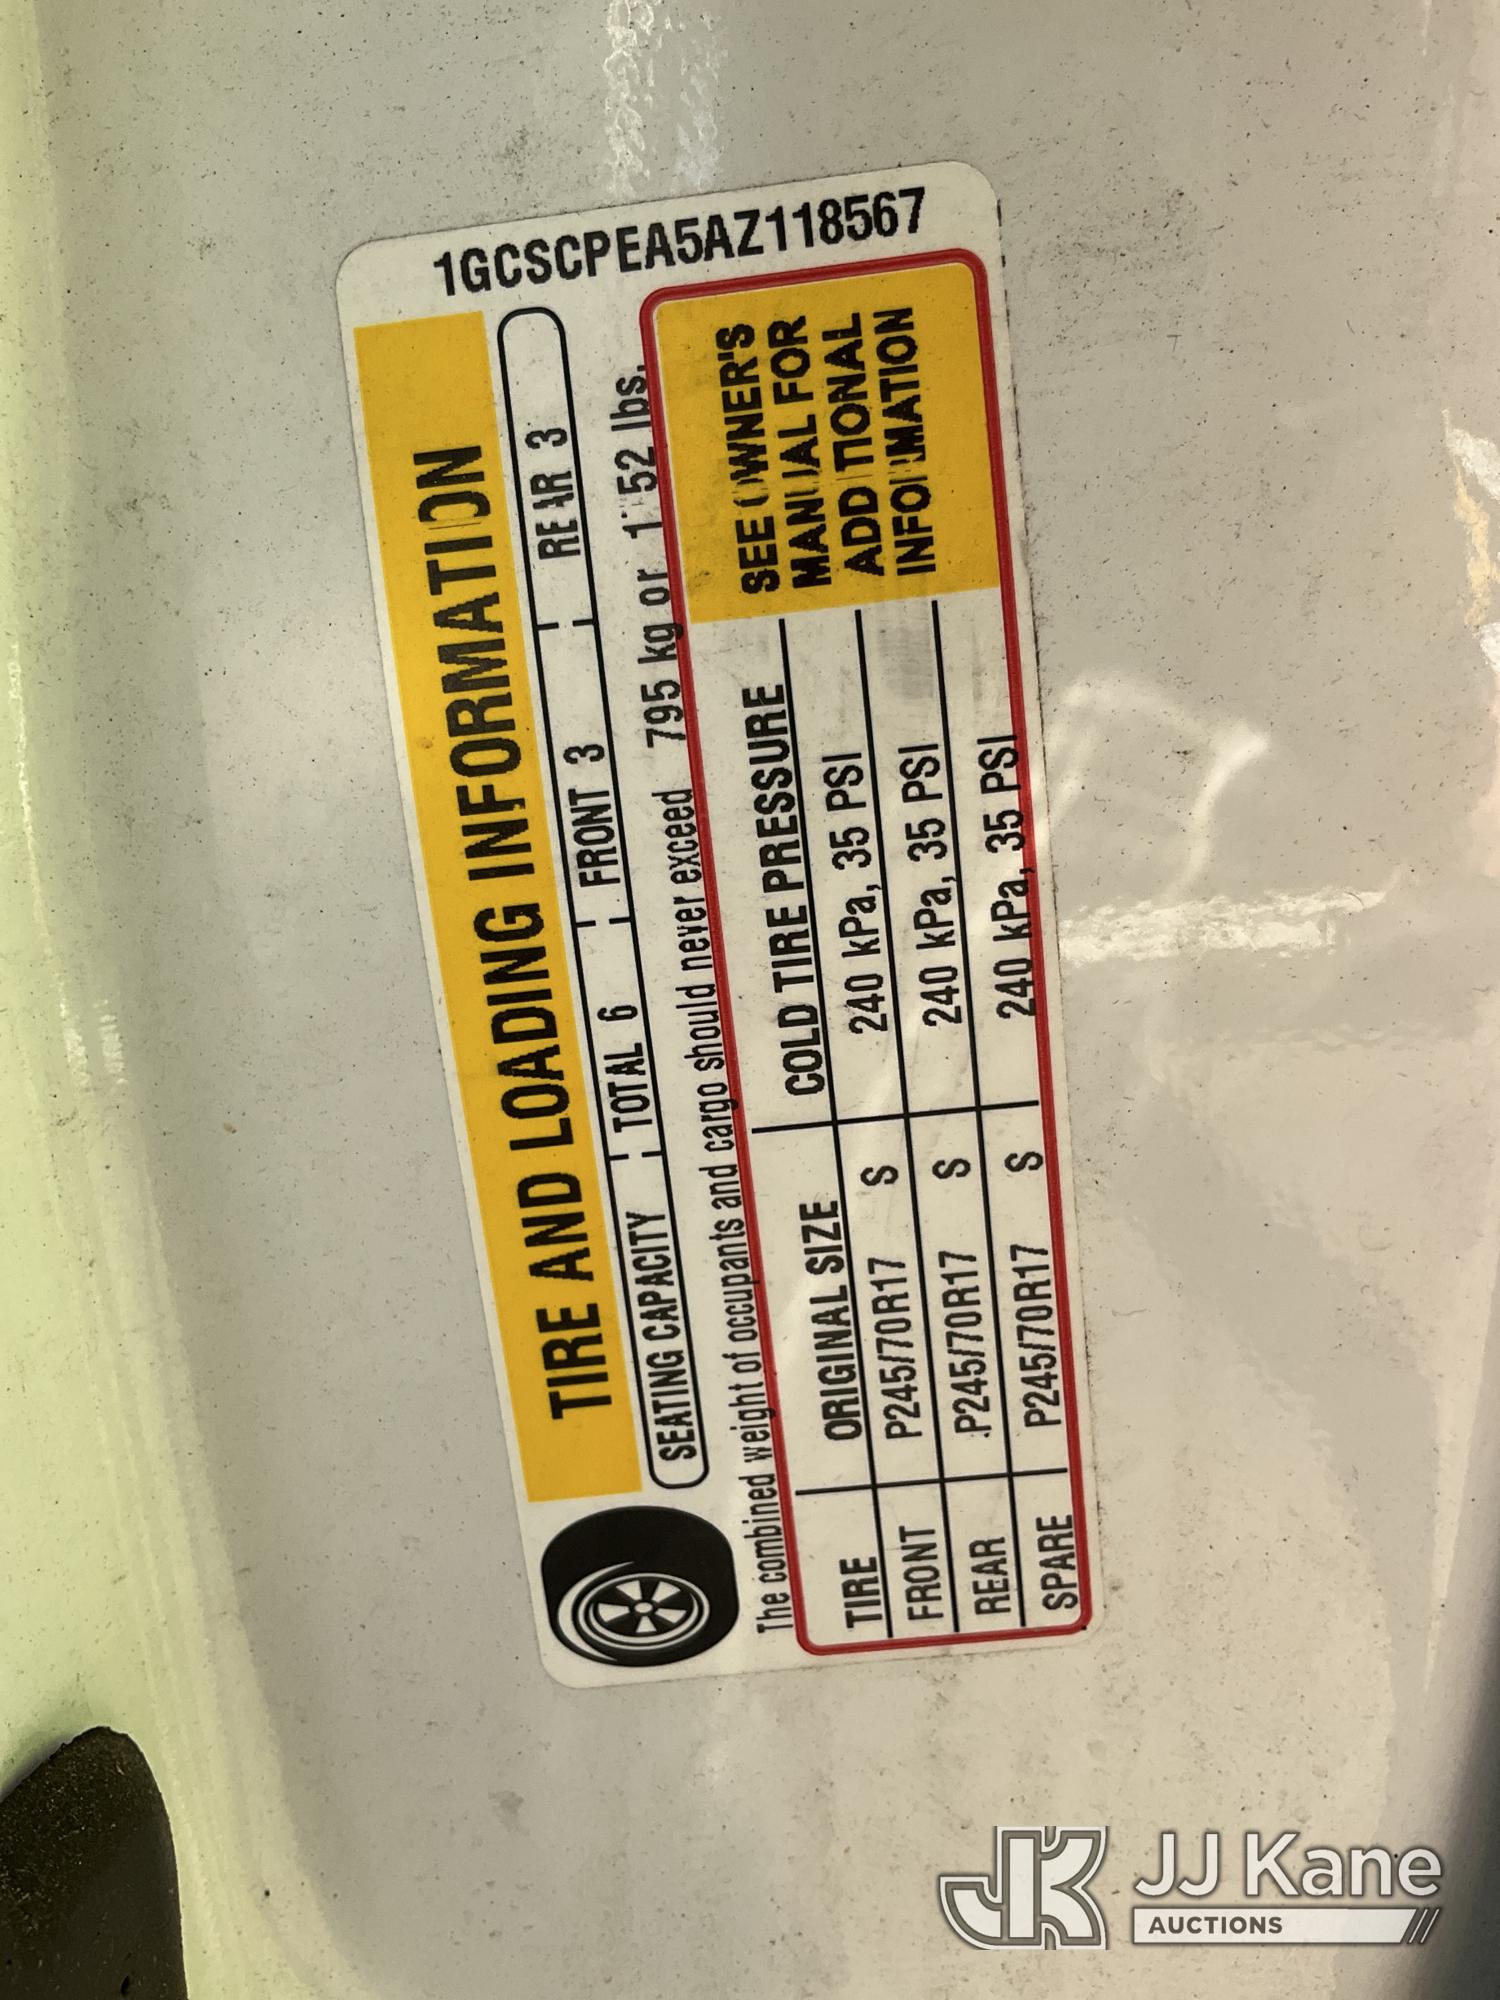 1GCSCPEA5AZ118567
TIRE AND LOADING INFORMATION
SEATING CAPACITY TOTAL 6 FRONT 3 REAR 3
The combined weight of occupants and cargo should never exceed 795 kg or lbs.
TIRE ORIGINAL SIZE COLD TIRE PRESSURE
FRONT P245/70R17 S 240 kPa, 35 PSI
REAR P245/70R17 S 240 kPa, 35 PSI
SPARE P245/70R17 S 240 kPa, 35 PSI
SEE OWNER'S
MANUAL FOR
ADDITIONAL
INFORMATION
JJ Kane
AUCTIONS